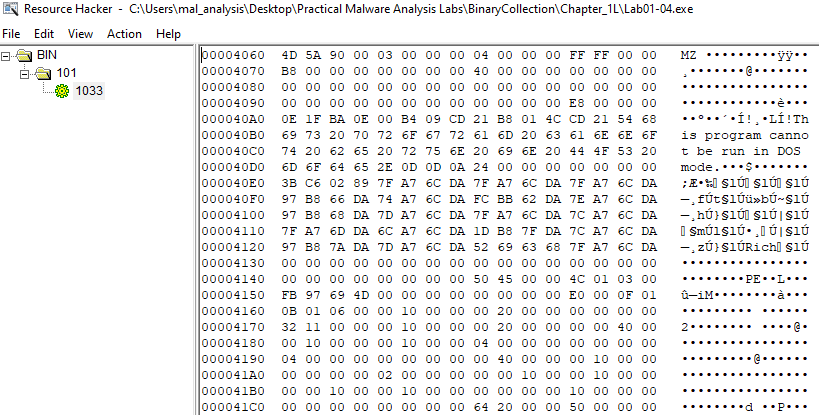 Resource Hacker - C:\Users\mal_analysis\Desktop\Practical Malware Analysis Labs\BinaryCollection\Chapter_1L\Lab01-04.exe
File Edit View Action Help
BIN
101
1033
00004060 4D 5A 90 00 03 00 00 00 04 00 00 00 FF FF 00 00 MZ •••••••••ÿÿ••
00004070 B8 00 00 00 00 00 00 00 40 00 00 00 00 00 00 00 ¸•••••••@•••••••
00004080 00 00 00 00 00 00 00 00 00 00 00 00 00 00 00 00 ••••••••••••••••
00004090 00 00 00 00 00 00 00 00 00 00 00 00 E8 00 00 00 ••••••••••••è•••
000040A0 0E 1F BA 0E 00 B4 09 CD 21 B8 01 4C CD 21 54 68 ••º••´•Í!¸•LÍ!Th
000040B0 69 73 20 70 72 6F 67 72 61 6D 20 63 61 6E 6E 6F is program canno
000040C0 74 20 62 65 20 72 75 6E 20 69 6E 20 44 4F 53 20 t be run in DOS
000040D0 6D 6F 64 65 2E 0D 0D 0A 24 00 00 00 00 00 00 00 mode.•••$•••••••
000040E0 3B C6 02 89 7F A7 6C DA 7F A7 6C DA 7F A7 6C DA ;Æ•‰§lÚ§lÚ§lÚ
000040F0 97 B8 66 DA 74 A7 6C DA FC BB 62 DA 7E A7 6C DA —¸fÚt§lÚü»bÚ~§lÚ
00004100 97 B8 68 DA 7D A7 6C DA 7F A7 6C DA 7C A7 6C DA —¸hÚ}§lÚ§lÚ|§lÚ
00004110 7F A7 6D DA 6C A7 6C DA 1D B8 7F DA 7C A7 6C DA §mÚl§lÚ•¸Ú|§lÚ
00004120 97 B8 7A DA 7D A7 6C DA 52 69 63 68 7F A7 6C DA —¸zÚ}§lÚRich§lÚ
00004130 00 00 00 00 00 00 00 00 00 00 00 00 00 00 00 00 ••••••••••••••••
00004140 00 00 00 00 00 00 00 00 50 45 00 00 4C 01 03 00 ••••••••PE••L•••
00004150 FB 97 69 4D 00 00 00 00 00 00 00 00 E0 00 0F 01 û—iM••••••••à•••
00004160 0B 01 06 00 00 10 00 00 00 20 00 00 00 00 00 00 ••••••••• ••••••
00004170 32 11 00 00 00 10 00 00 00 20 00 00 00 00 40 00 2•••••••• ••••@•
00004180 00 10 00 00 00 10 00 00 04 00 00 00 00 00 00 00 ••••••••••••••••
00004190 04 00 00 00 00 00 00 00 00 40 00 00 00 10 00 00 •••••••••@••••••
000041A0 00 00 00 00 02 00 00 00 00 00 10 00 00 10 00 00 ••••••••••••••••
000041B0 00 00 10 00 00 10 00 00 00 00 00 00 10 00 00 00 ••••••••••••••••
000041C0 00 00 00 00 00 00 00 00 64 20 00 00 50 00 00 00 ••••••••d ••P•••